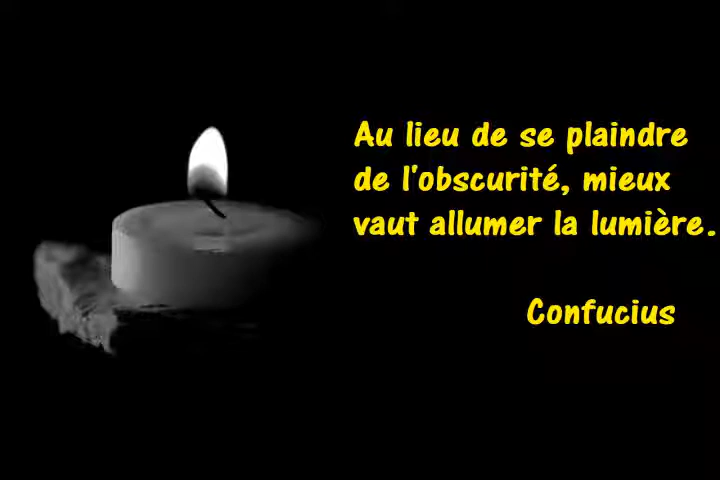 Au lieu de se plaindre
de l'obscurité, mieux
vaut allumer la lumière.
Confucius